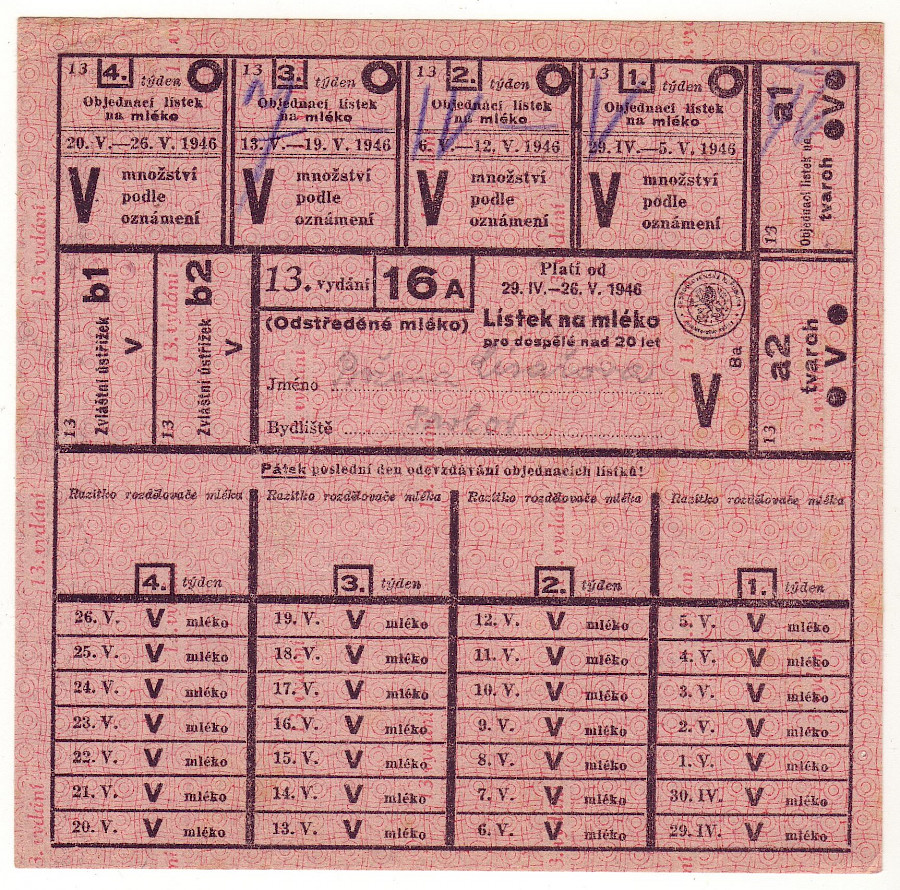 13 4. týden
Objednací lístek
na mléko
20. V.—26. V. 1946
V množství
podle
oznámení
13 3. týden
Objednací lístek
na mléko
13. V.—19. V. 1946
V množství
podle
oznámení
13 2. týden
Objednací lístek
na mléko
6. V.—12. V. 1946
V množství
podle
oznámení
13 1. týden
Objednací lístek
na mléko
29. IV.—5. V. 1946
V množství
podle
oznámení
13 a1
Objednací lístek na
tvaroh V
13 b1
Zvláštní ústřižek
V
13 b2
Zvláštní ústřižek
V
13. vydání 16A
(Odstředěné mléko)
Platí od
29. IV.—26. V. 1946
Lístek na mléko
pro dospělé nad 20 let
Jméno
Bydliště
V Ba
13 a2
tvaroh
V
Pátek poslední den odevzdávání objednacích lístků!
Razítko rozdělovače mléka Razítko rozdělovače mléka Razítko rozdělovače mléka Razítko rozdělovače mléka
4. týden 3. týden 2. týden 1. týden
26. V. V mléko 19. V. V mléko 12. V. V mléko 5. V. V mléko
25. V. V mléko 18. V. V mléko 11. V. V mléko 4. V. V mléko
24. V. V mléko 17. V. V mléko 10. V. V mléko 3. V. V mléko
23. V. V mléko 16. V. V mléko 9. V. V mléko 2. V. V mléko
22. V. V mléko 15. V. V mléko 8. V. V mléko 1. V. V mléko
21. V. V mléko 14. V. V mléko 7. V. V mléko 30. IV. V mléko
20. V. V mléko 13. V. V mléko 6. V. V mléko 29. IV. V mléko
13. vydání